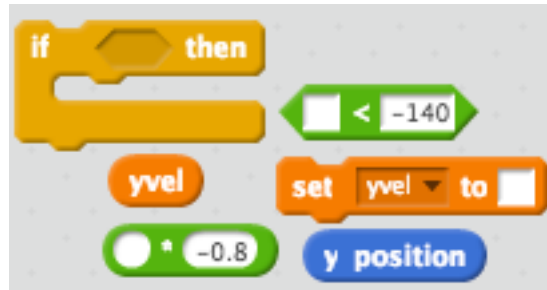 if then
< -140
yvel
set yvel to
* -0.8
y position